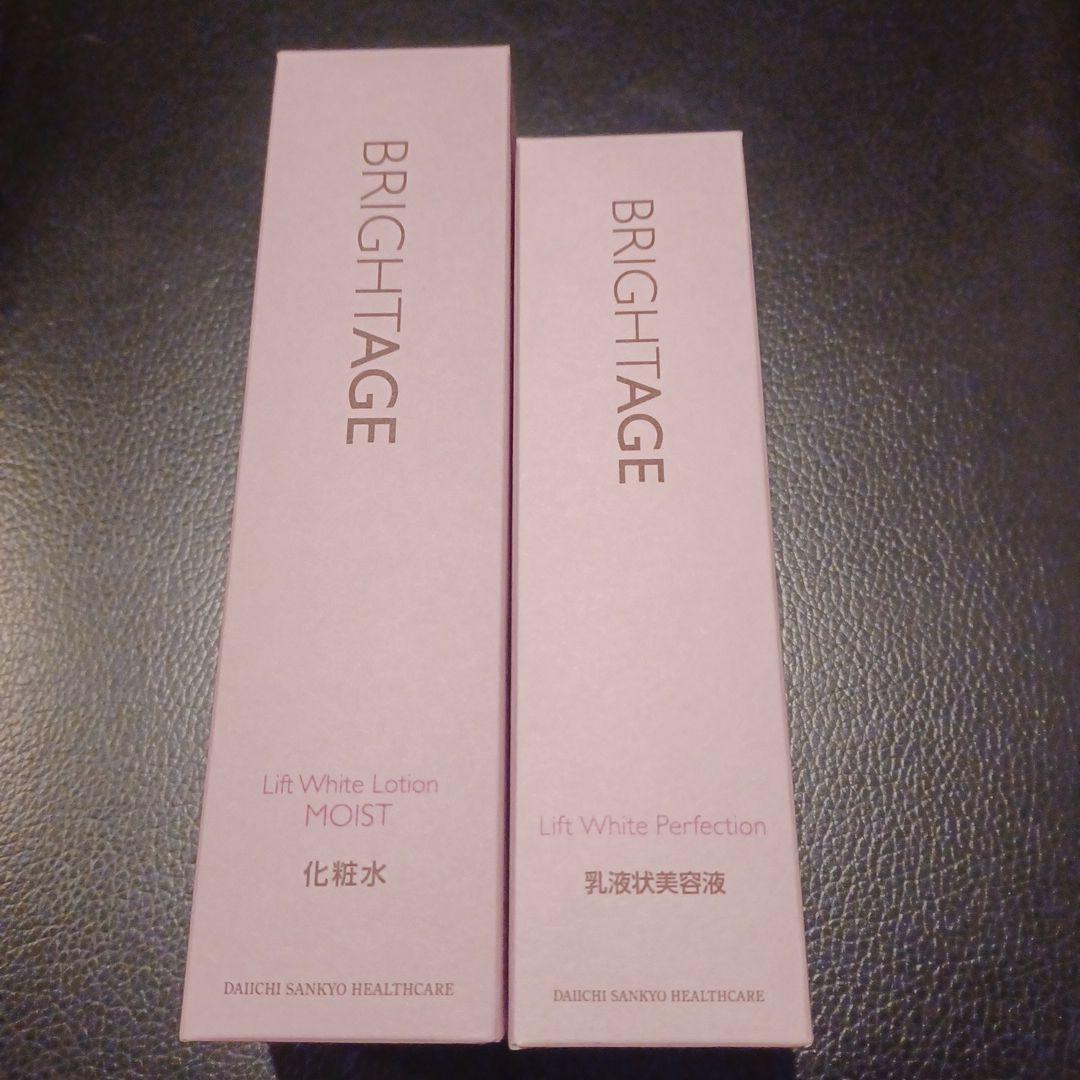 BRIGHTAGE
Lift White Lotion
MOIST
化粧水
DAIICHI SANKYO HEALTHCARE
BRIGHTAGE
Lift White Perfection
乳液状美容液
DAIICHI SANKYO HEALTHCARE